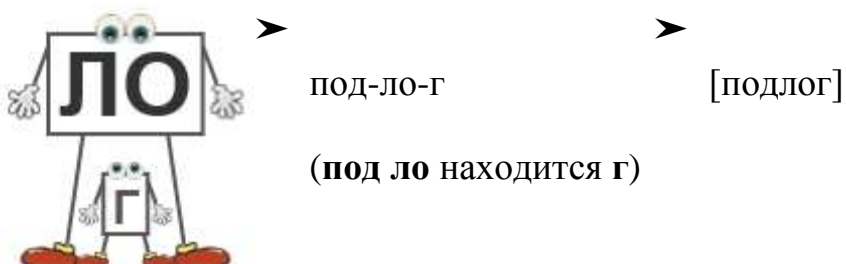 ЛО
➤ ➤
под-ло-г [подлог]
(под ло находится г)
Г